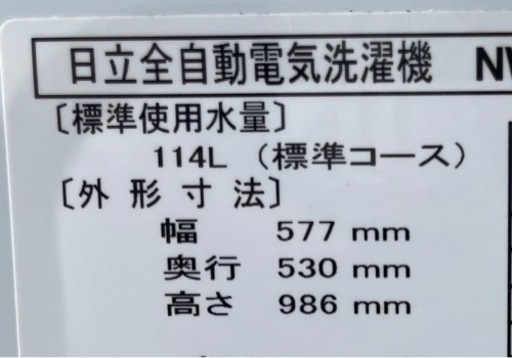 日立全自動電気洗濯機 NW
〔標準使用水量〕
114L （標準コース）
〔外形寸法〕
幅 577 mm
奥行 530 mm
高さ 986 mm